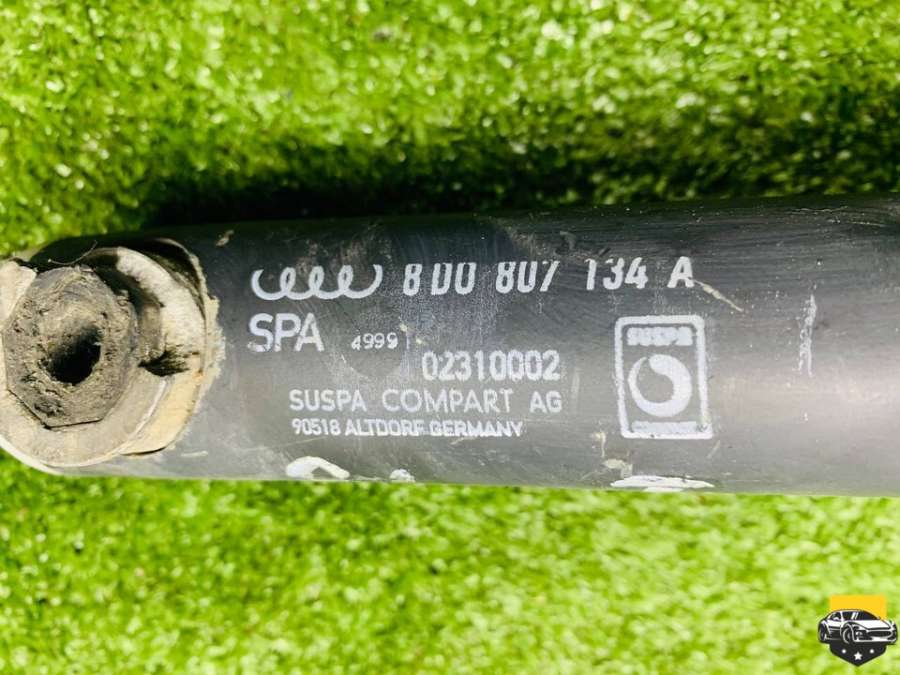 8D0 807 134 A
SPA 4999
02310002
SUSPA COMPART AG
90518 ALTDORF GERMANY
SUSPA